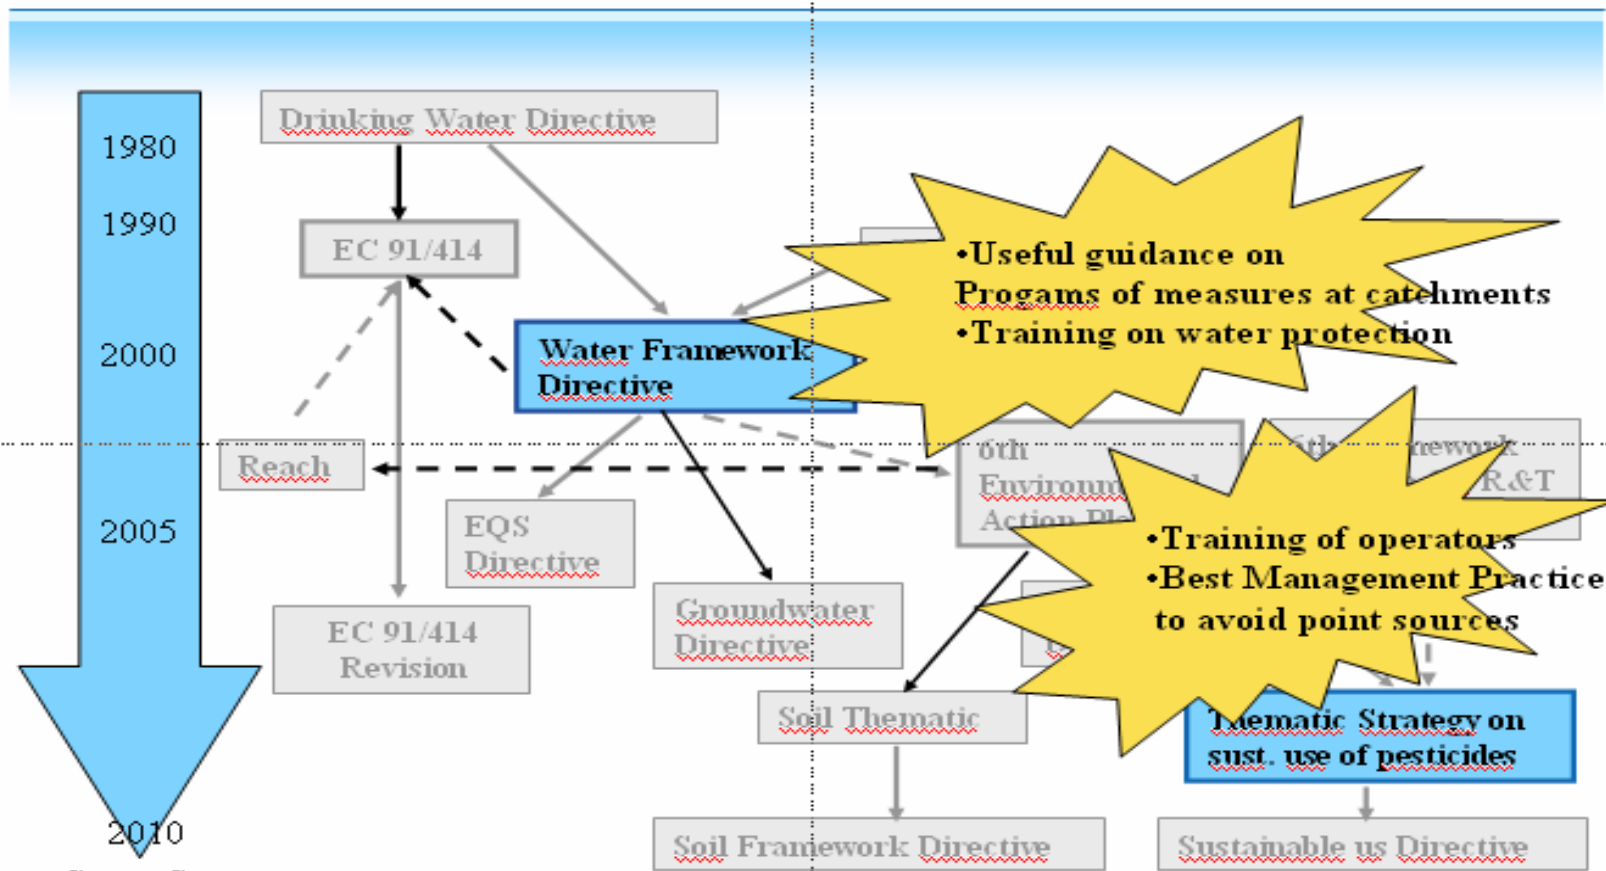 Drinking Water Directive
1980
1990
EC 91/414
•Useful guidance on
Progams of measures at catchments
•Training on water protection
2000
Water Framework
Directive
Reach
6th
Action
6th
R&T
2005
EQS
Directive
•Training of operators
•Best Management Practice
to avoid point sources
Groundwater
Directive
EC 91/414
Revision
Soil Thematic
Thematic Strategy on
sust. use of pesticides
2010
Soil Framework Directive
Sustainable us Directive